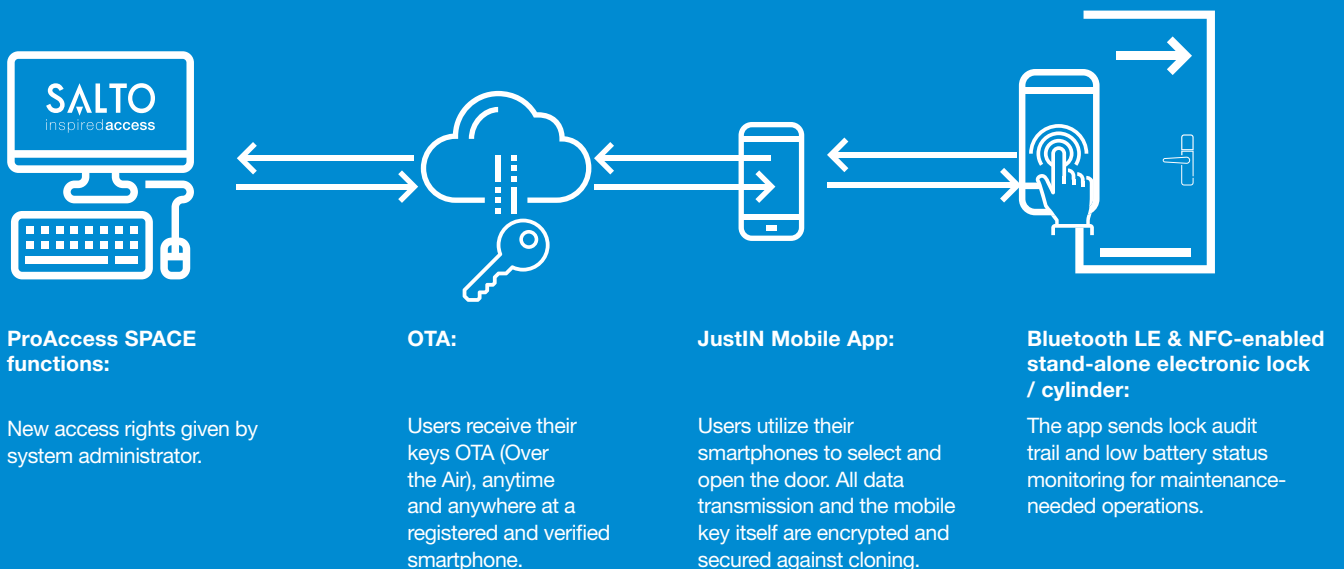 SALTO
inspiredaccess
ProAccess SPACE
functions:
New access rights given by
system administrator.
OTA:
Users receive their
keys OTA (Over
the Air), anytime
and anywhere at a
registered and verified
smartphone.
JustIN Mobile App:
Users utilize their
smartphones to select and
open the door. All data
transmission and the mobile
key itself are encrypted and
secured against cloning.
Bluetooth LE & NFC-enabled
stand-alone electronic lock
/ cylinder:
The app sends lock audit
trail and low battery status
monitoring for maintenance-
needed operations.